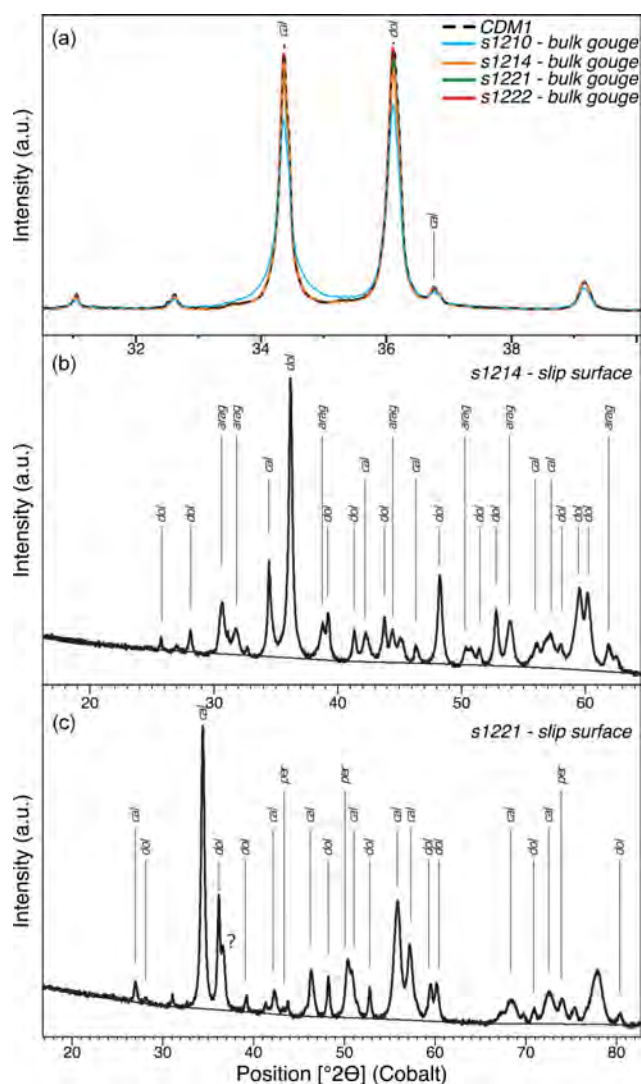 (a)
cal
dol
cal
CDM1
s1210 - bulk gouge
s1214 - bulk gouge
s1221 - bulk gouge
s1222 - bulk gouge
Intensity (a.u.)
32 34 36 38
(b)
s1214 - slip surface
dol
arag arag arag arag arag arag arag
cal cal cal cal cal
dol dol dol dol dol dol dol dol dol dol dol
Intensity (a.u.)
20 30 40 50 60
(c)
s1221 - slip surface
cal
per per per
cal cal cal cal cal cal cal cal
dol dol dol dol dol dol dol dol dol
?
Intensity (a.u.)
20 30 40 50 60 70 80
Position [°2Θ] (Cobalt)